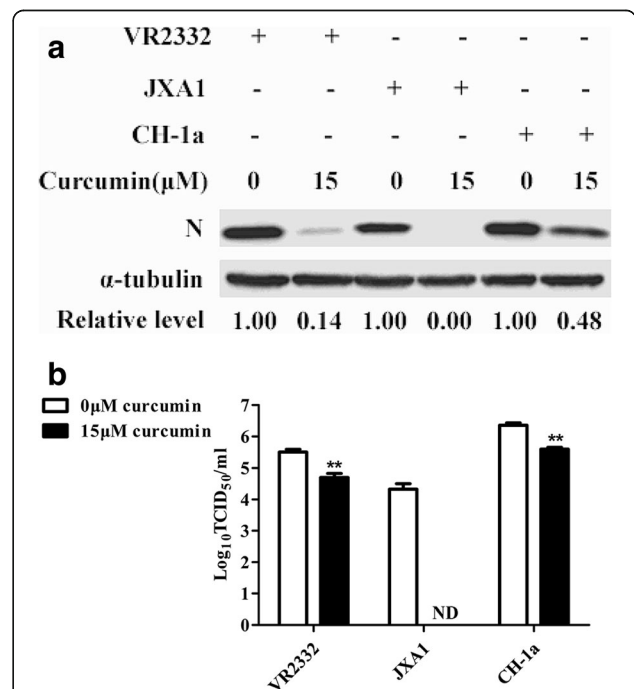 a
VR2332 + + - - - -
JXA1 - - + + - -
CH-1a - - - - + +
Curcumin(μM) 0 15 0 15 0 15
N
α-tubulin
Relative level 1.00 0.14 1.00 0.00 1.00 0.48
b
0μM curcumin
15μM curcumin
Log10TCID50/ml
7
6
5
4
3
2
1
0
**
ND
**
VR2332
JXA1
CH-1a